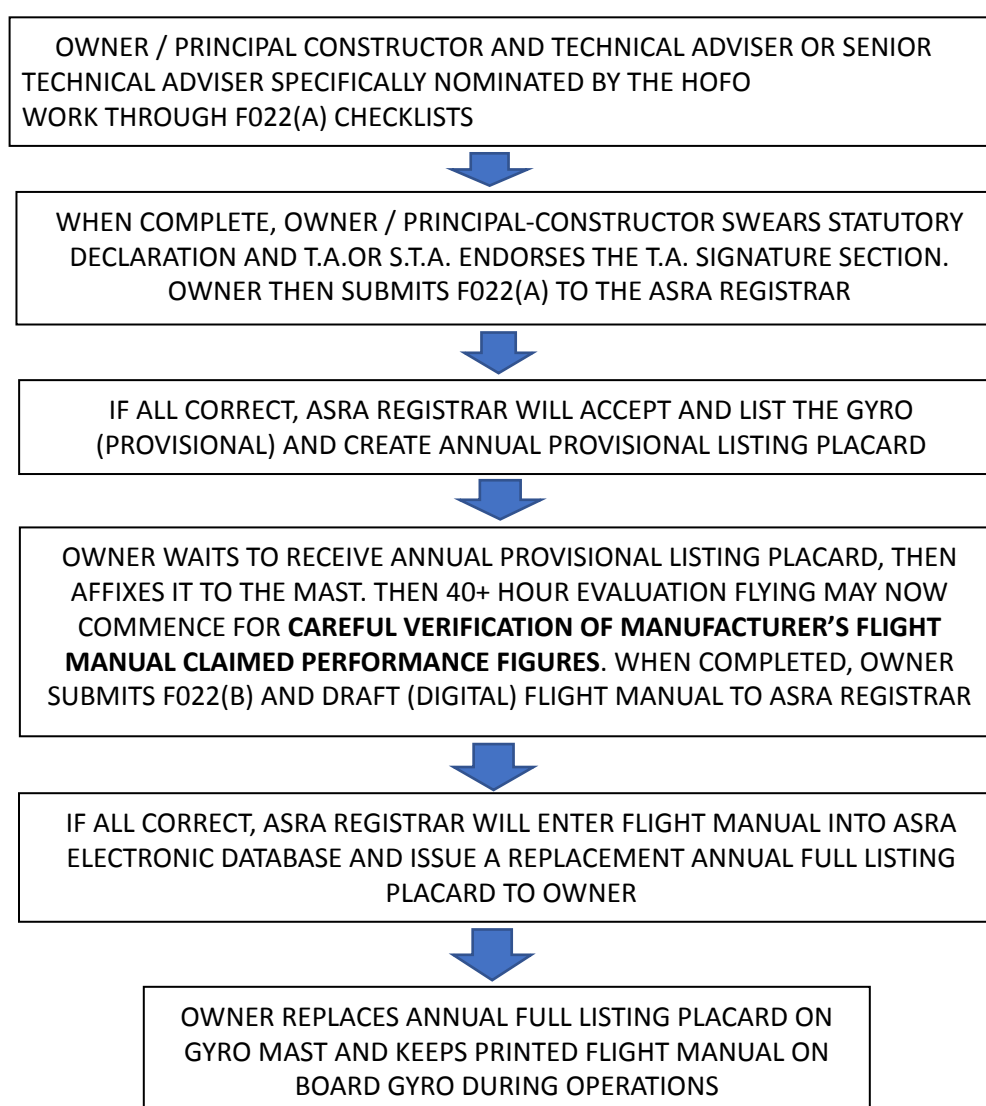 OWNER / PRINCIPAL CONSTRUCTOR AND TECHNICAL ADVISER OR SENIOR
TECHNICAL ADVISER SPECIFICALLY NOMINATED BY THE HOFO
WORK THROUGH F022(A) CHECKLISTS
WHEN COMPLETE, OWNER / PRINCIPAL-CONSTRUCTOR SWEARS STATUTORY
DECLARATION AND T.A.OR S.T.A. ENDORSES THE T.A. SIGNATURE SECTION.
OWNER THEN SUBMITS F022(A) TO THE ASRA REGISTRAR
IF ALL CORRECT, ASRA REGISTRAR WILL ACCEPT AND LIST THE GYRO
(PROVISIONAL) AND CREATE ANNUAL PROVISIONAL LISTING PLACARD
OWNER WAITS TO RECEIVE ANNUAL PROVISIONAL LISTING PLACARD, THEN
AFFIXES IT TO THE MAST. THEN 40+ HOUR EVALUATION FLYING MAY NOW
COMMENCE FOR CAREFUL VERIFICATION OF MANUFACTURER’S FLIGHT
MANUAL CLAIMED PERFORMANCE FIGURES. WHEN COMPLETED, OWNER
SUBMITS F022(B) AND DRAFT (DIGITAL) FLIGHT MANUAL TO ASRA REGISTRAR
IF ALL CORRECT, ASRA REGISTRAR WILL ENTER FLIGHT MANUAL INTO ASRA
ELECTRONIC DATABASE AND ISSUE A REPLACEMENT ANNUAL FULL LISTING
PLACARD TO OWNER
OWNER REPLACES ANNUAL FULL LISTING PLACARD ON
GYRO MAST AND KEEPS PRINTED FLIGHT MANUAL ON
BOARD GYRO DURING OPERATIONS